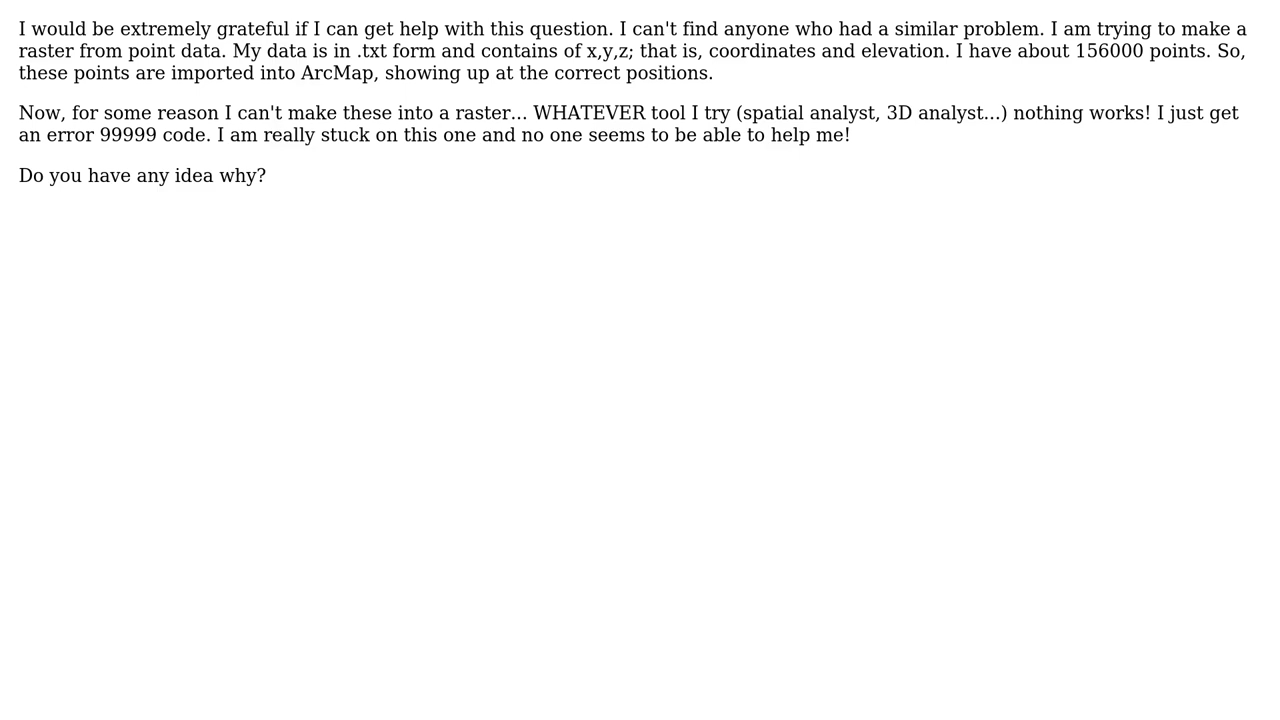 I would be extremely grateful if I can get help with this question. I can't find anyone who had a similar problem. I am trying to make a
raster from point data. My data is in .txt form and contains of x,y,z; that is, coordinates and elevation. I have about 156000 points. So,
these points are imported into ArcMap, showing up at the correct positions.
Now, for some reason I can't make these into a raster... WHATEVER tool I try (spatial analyst, 3D analyst...) nothing works! I just get
an error 99999 code. I am really stuck on this one and no one seems to be able to help me!
Do you have any idea why?